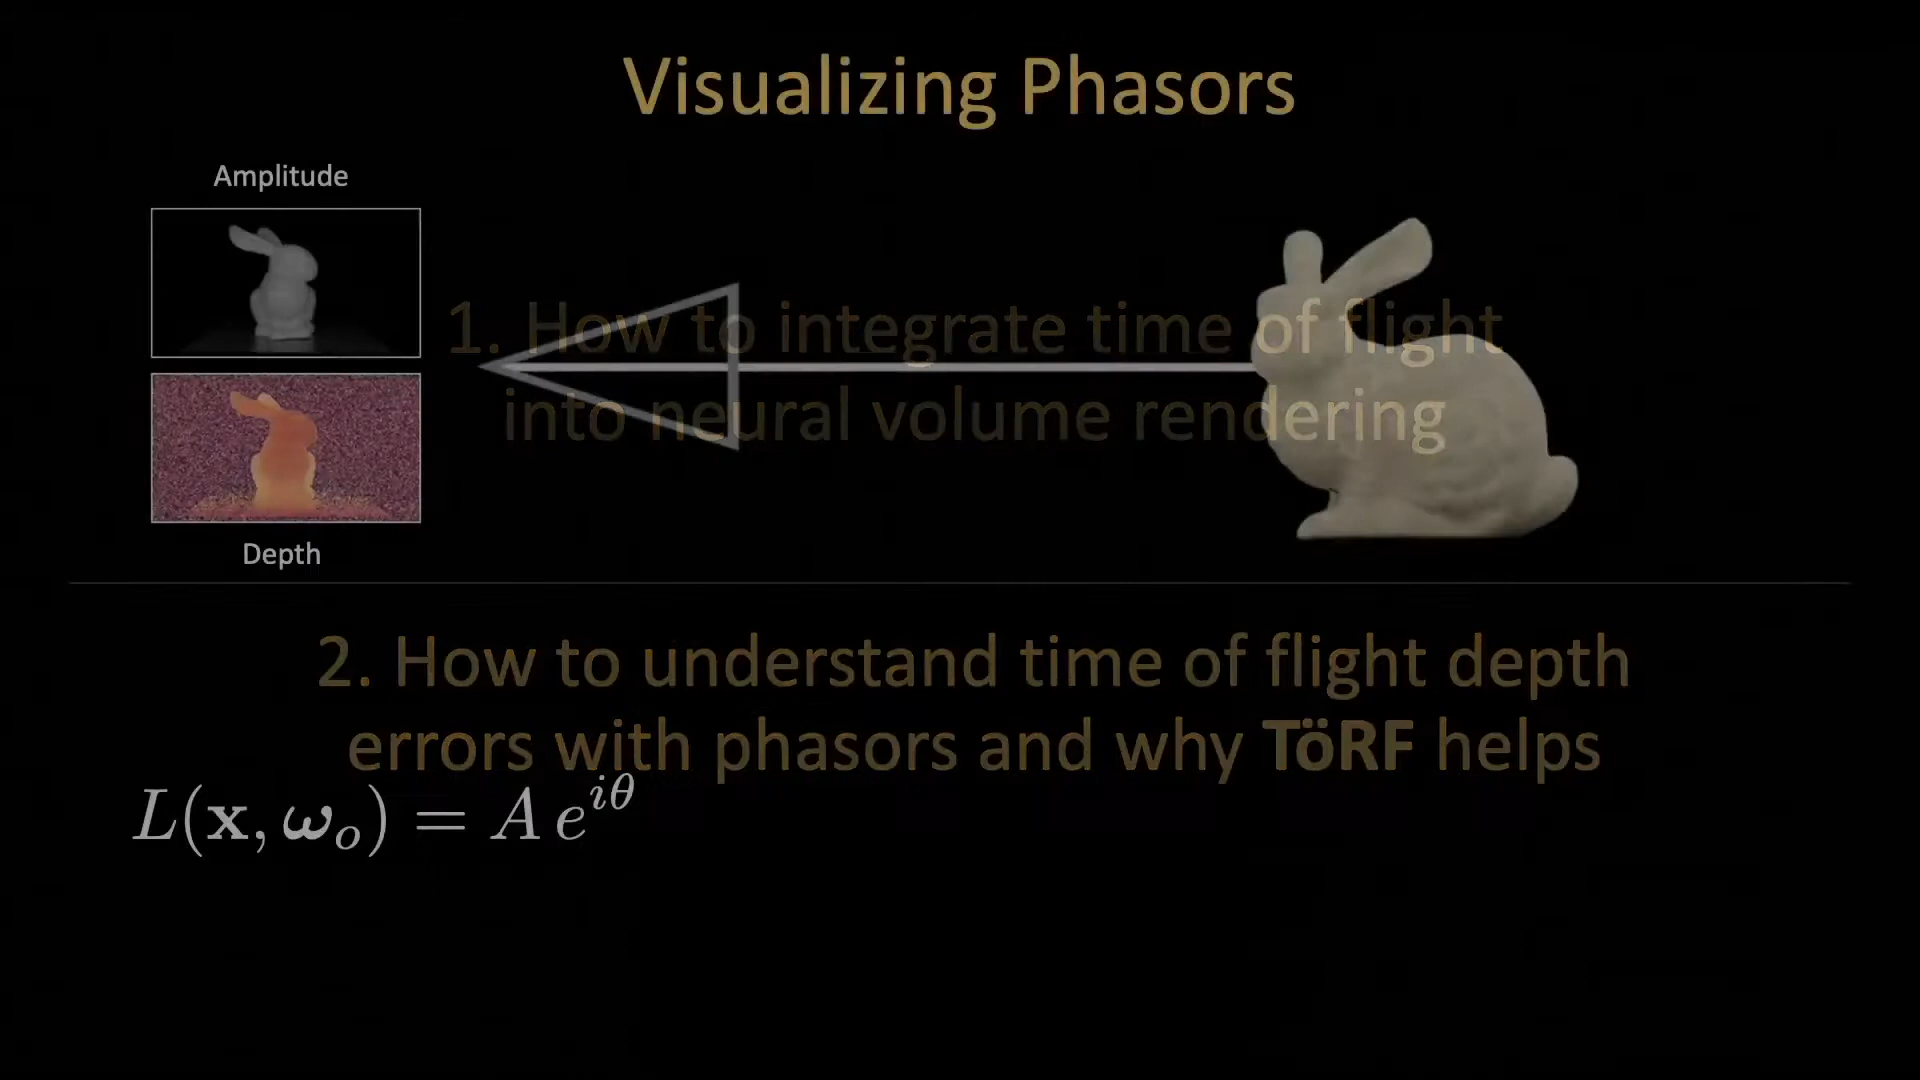 Visualizing Phasors
Amplitude
1. How to integrate time of flight
into neural volume rendering
Depth
2. How to understand time of flight depth
errors with phasors and why TöRF helps
L(x, ωₒ) = A e^{iθ}